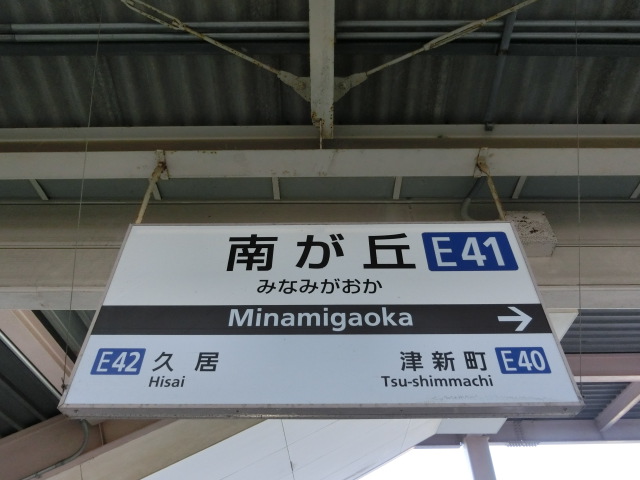 南が丘 E41
みなみがおか
Minamigaoka →
E42 久居 津新町 E40
Hisai Tsu-shimmachi